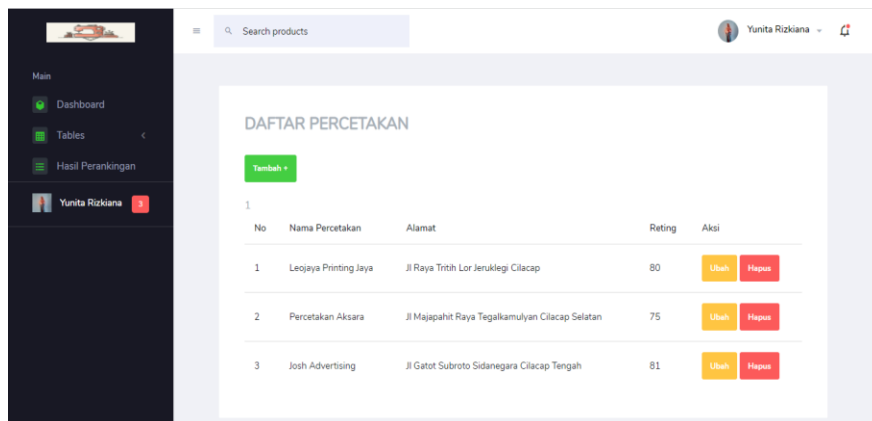 Search products
Yunita Rizkiana
Main
Dashboard
Tables
Hasil Perankingan
Yunita Rizkiana 3
DAFTAR PERCETAKAN
Tambah +
1
No Nama Percetakan Alamat Reting Aksi
1 Leojaya Printing Jaya Jl Raya Tritih Lor Jeruklegi Cilacap 80 Ubah Hapus
2 Percetakan Aksara Jl Majapahit Raya Tegalkamulyan Cilacap Selatan 75 Ubah Hapus
3 Josh Advertising Jl Gatot Subroto Sidanegara Cilacap Tengah 81 Ubah Hapus